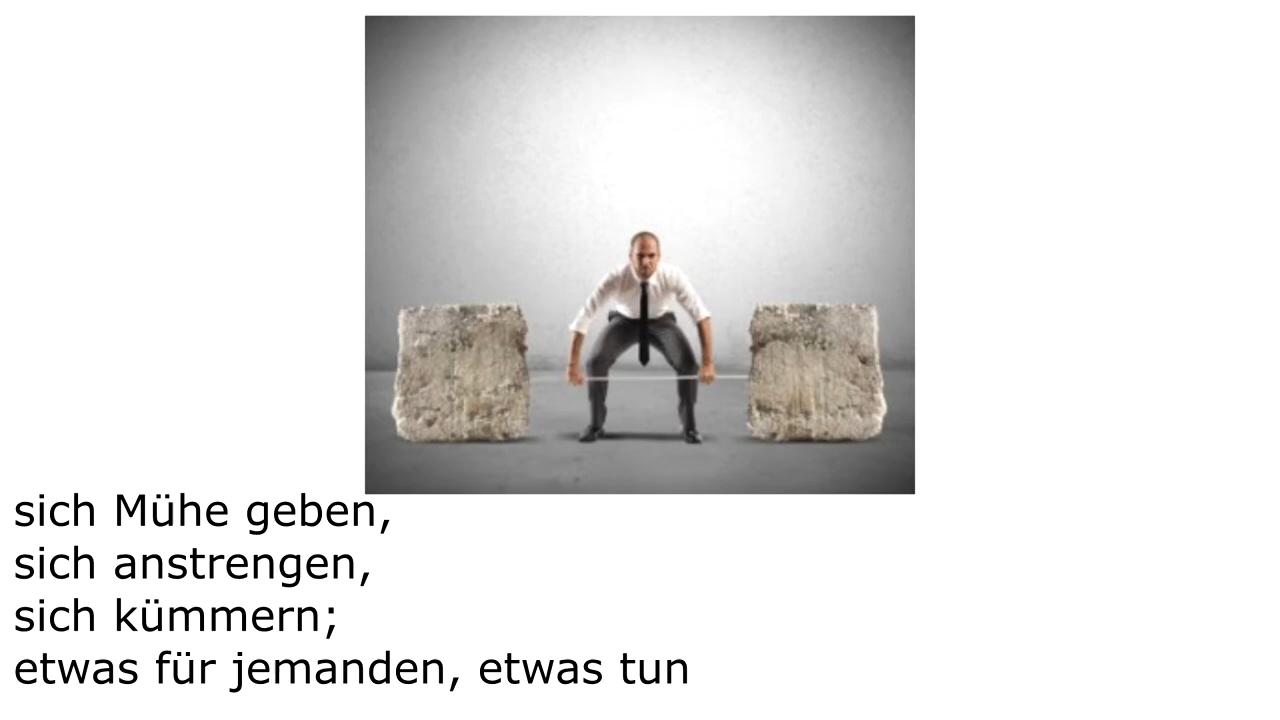 sich Mühe geben,
sich anstrengen,
sich kümmern;
etwas für jemanden, etwas tun